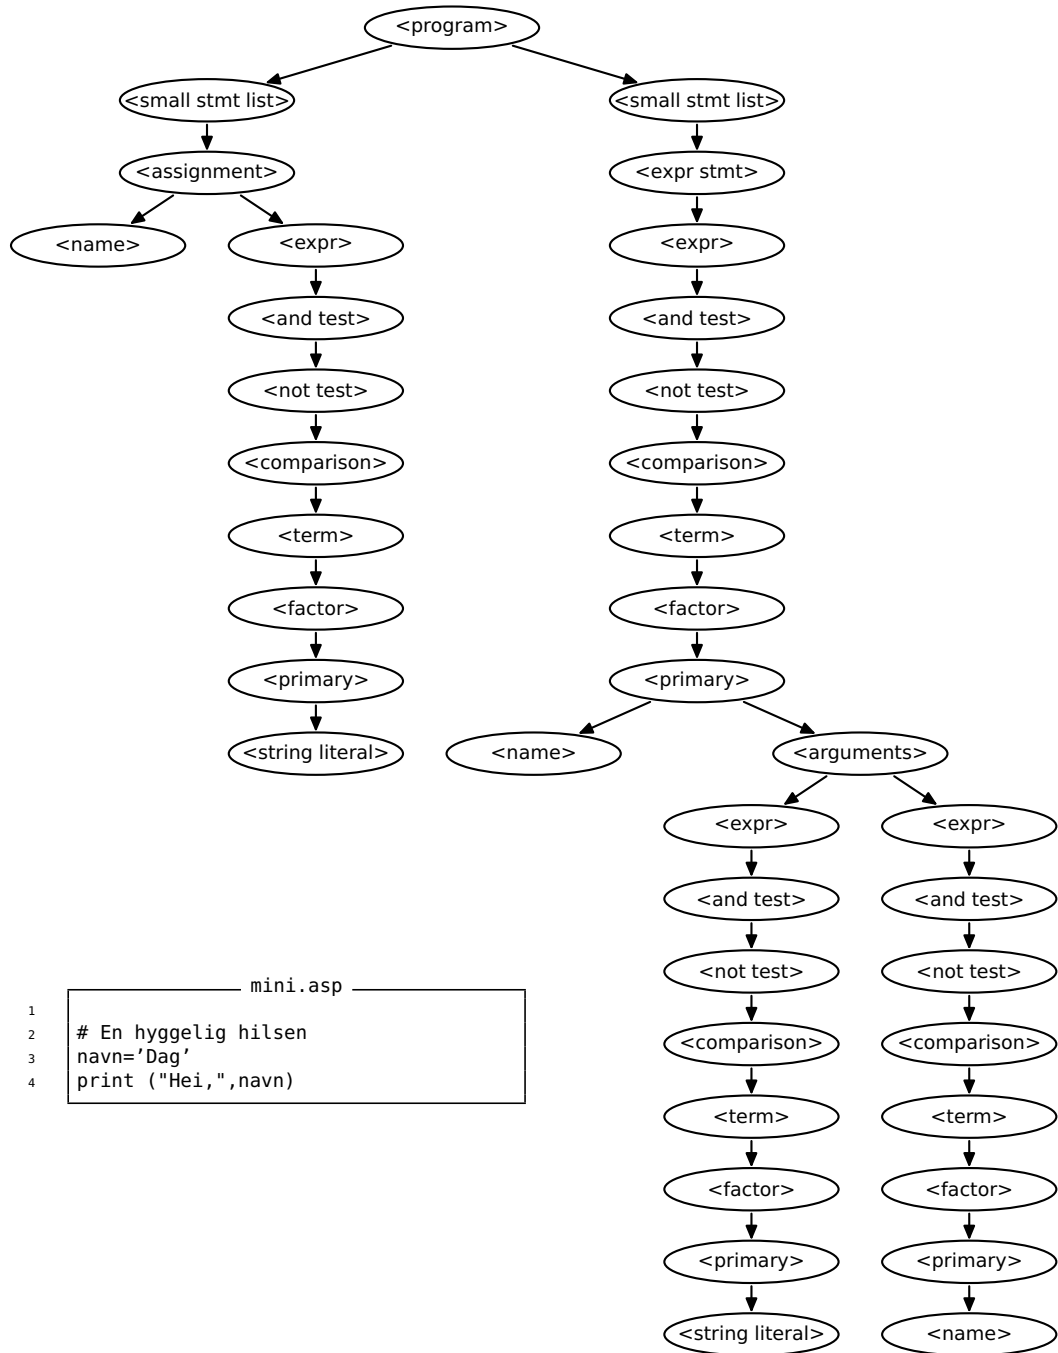 <program>
<small stmt list> <small stmt list>
<assignment> <expr stmt>
<name> <expr> <expr>
<and test> <and test>
<not test> <not test>
<comparison> <comparison>
<term> <term>
<factor> <factor>
<primary> <primary>
<string literal> <name> <arguments>
<expr> <expr>
<and test> <and test>
<not test> <not test>
mini.asp
1
2 # En hyggelig hilsen
3 navn=’Dag’
4 print ("Hei,",navn)
<comparison> <comparison>
<term> <term>
<factor> <factor>
<primary> <primary>
<string literal> <name>